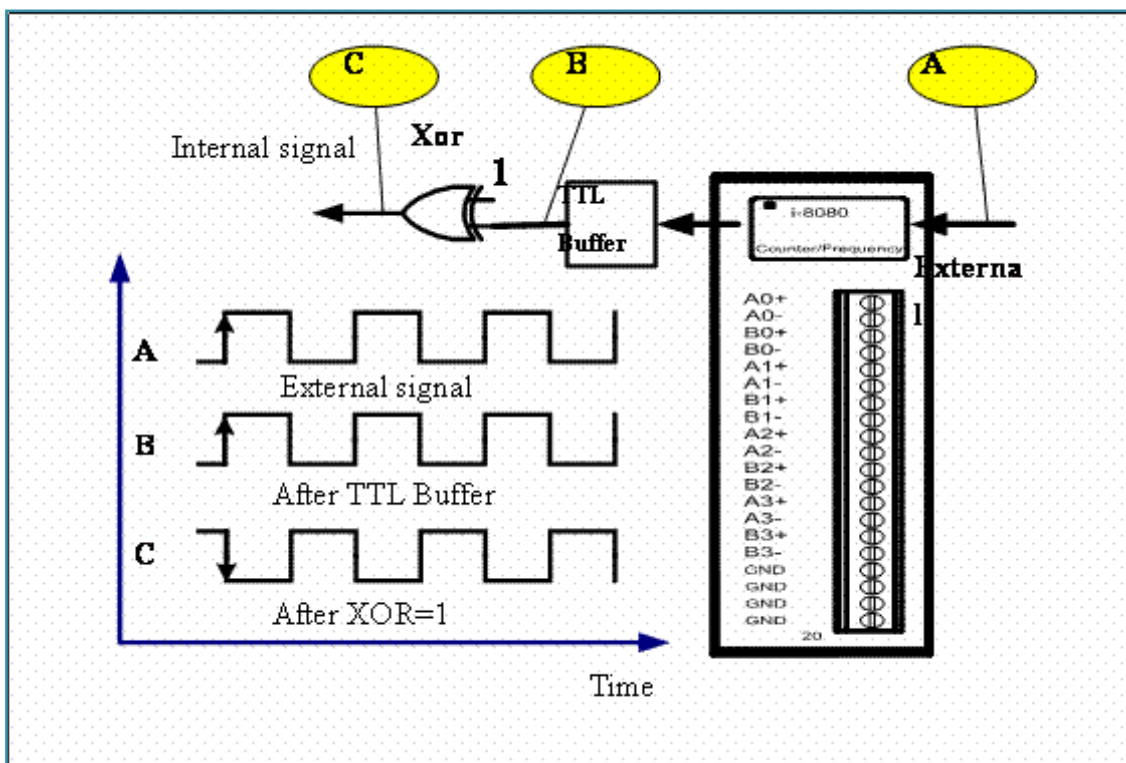 C
B
A
Xor
Internal signal
1
TTL
Buffer
i-8080
Counter/Frequency
Externa
l
A0+
A0-
B0+
B0-
A1+
A1-
B1+
B1-
A2+
A2-
B2+
B2-
A3+
A3-
B3+
B3-
GND
GND
GND
GND
20
A
External signal
B
After TTL Buffer
C
After XOR=1
Time